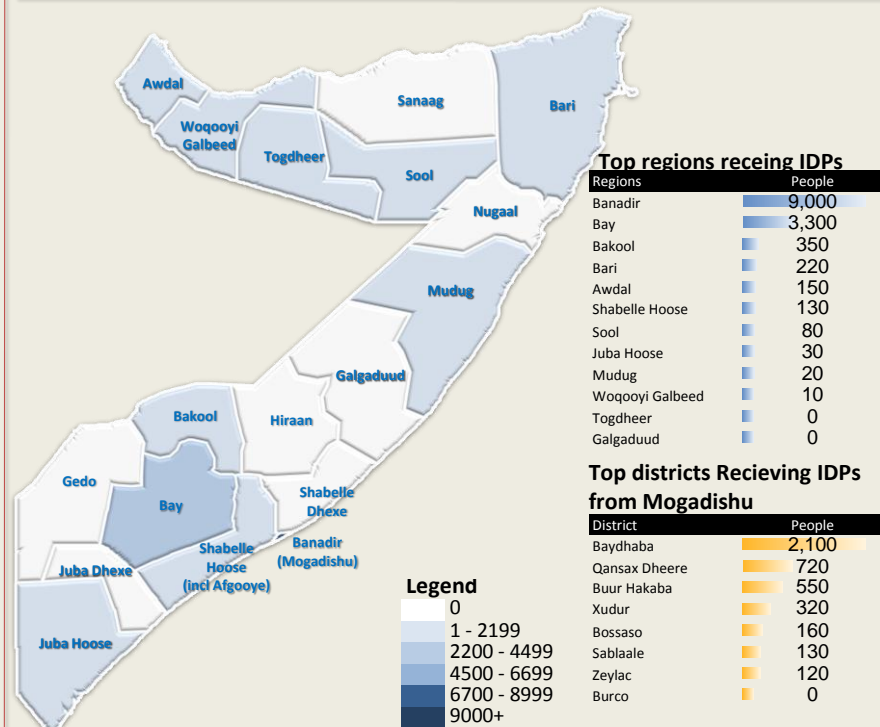 Awdal
Woqooyi
Galbeed
Togdheer
Sanaag
Sool
Bari
Nugaal
Mudug
Galgaduud
Hiraan
Bakool
Gedo
Bay
Shabelle
Dhexe
Banadir
(Mogadishu)
Shabelle
Hoose
(incl Afgooye)
Juba Dhexe
Juba Hoose
Legend
0
1 - 2199
2200 - 4499
4500 - 6699
6700 - 8999
9000+
Top regions receing IDPs
Regions People
Banadir 9,000
Bay 3,300
Bakool 350
Bari 220
Awdal 150
Shabelle Hoose 130
Sool 80
Juba Hoose 30
Mudug 20
Woqooyi Galbeed 10
Togdheer 0
Galgaduud 0
Top districts Recieving IDPs
from Mogadishu
District People
Baydhaba 2,100
Qansax Dheere 720
Buur Hakaba 550
Xudur 320
Bossaso 160
Sablaale 130
Zeylac 120
Burco 0